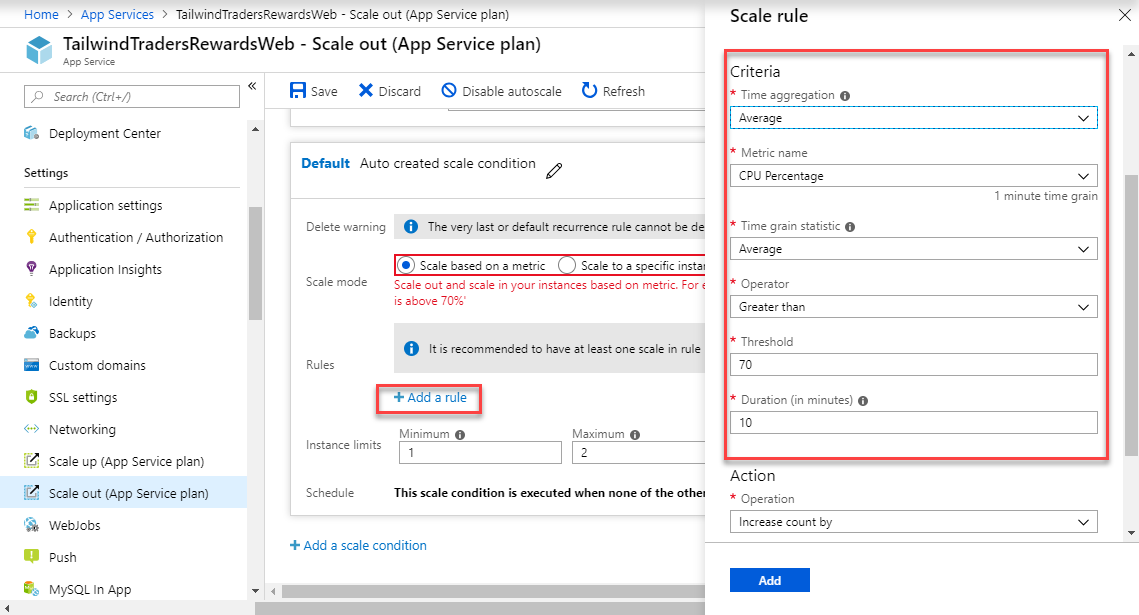 Home > App Services > TailwindTradersRewardsWeb - Scale out (App Service plan)
TailwindTradersRewardsWeb - Scale out (App Service plan)
App Service
Search (Ctrl+/)
Deployment Center
Settings
Application settings
Authentication / Authorization
Application Insights
Identity
Backups
Custom domains
SSL settings
Networking
Scale up (App Service plan)
Scale out (App Service plan)
WebJobs
Push
MySQL In App
Save Discard Disable autoscale Refresh
Default Auto created scale condition
Delete warning
The very last or default recurrence rule cannot be de
Scale mode
Scale based on a metric Scale to a specific instan
Scale out and scale in your instances based on metric. For e
is above 70%'
Rules
It is recommended to have at least one scale in rule
+ Add a rule
Instance limits
Minimum
1
Maximum
2
Schedule
This scale condition is executed when none of the other
+ Add a scale condition
Scale rule
Criteria
* Time aggregation
Average
* Metric name
CPU Percentage
1 minute time grain
* Time grain statistic
Average
* Operator
Greater than
* Threshold
70
* Duration (in minutes)
10
Action
* Operation
Increase count by
Add